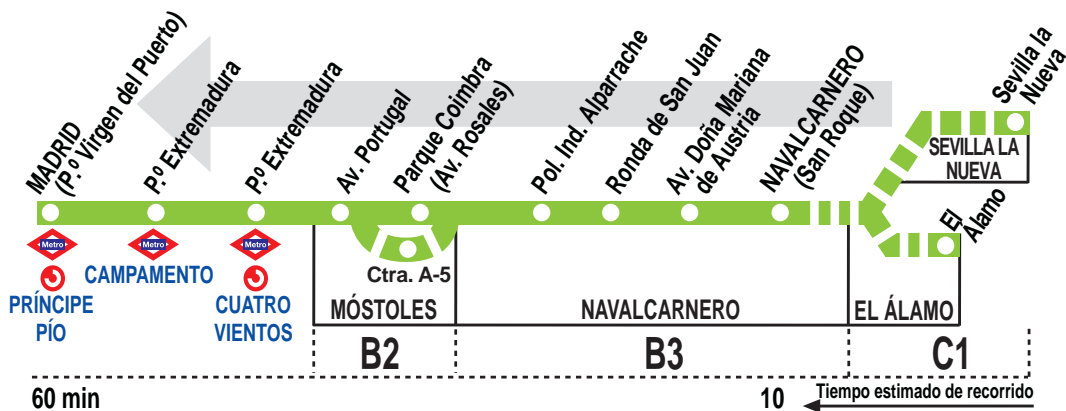 MADRID
(P.º Virgen del Puerto)
P.º Extremadura
P.º Extremadura
Av. Portugal
Parque Coimbra
(Av. Rosales)
Pol. Ind. Alparrache
Ronda de San Juan
Av. Doña Mariana
de Austria
NAVALCARNERO
(San Roque)
Sevilla la
Nueva
SEVILLA LA
NUEVA
El
Álamo
Metro
Metro
Metro
PRÍNCIPE
PÍO
CAMPAMENTO
CUATRO
VIENTOS
Ctra. A-5
MÓSTOLES
NAVALCARNERO
EL ÁLAMO
B2
B3
C1
60 min
10
Tiempo estimado de recorrido